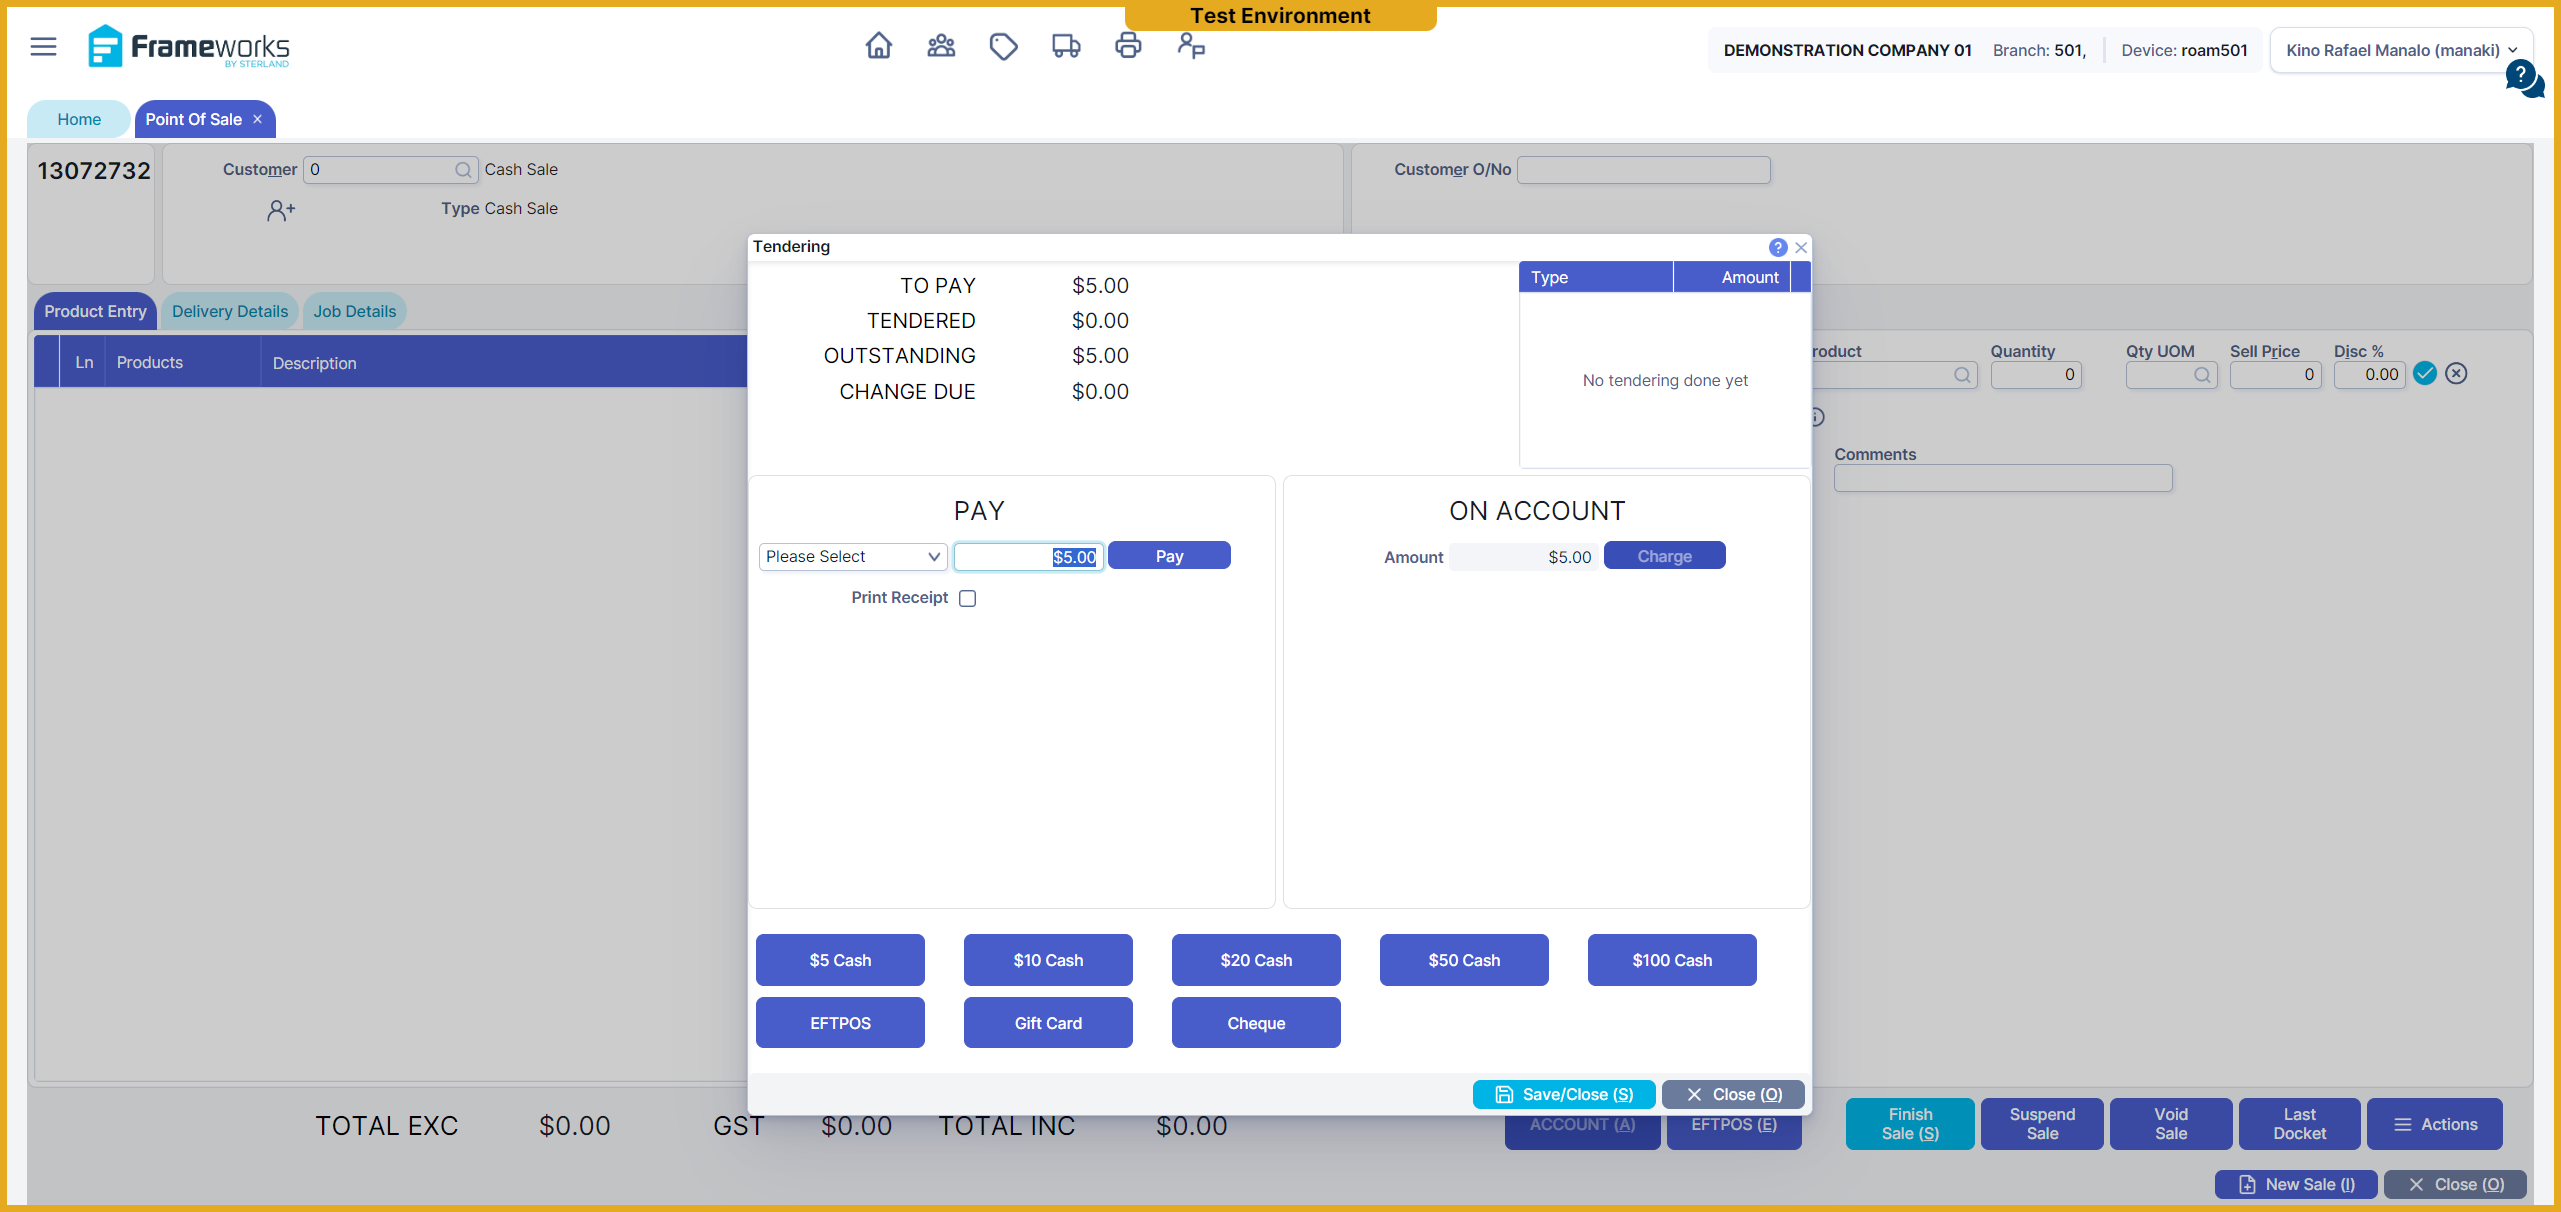 Test Environment
Frameworks
BY STERLAND
DEMONSTRATION COMPANY 01 Branch: 501, Device: roam501
Kino Rafael Manalo (manaki)
Home
Point Of Sale
13072732
Customer 0 Cash Sale
Type Cash Sale
Customer O/No
Product Entry
Delivery Details
Job Details
Ln Products Description
Tendering
TO PAY $5.00
TENDERED $0.00
OUTSTANDING $5.00
CHANGE DUE $0.00
Type Amount
No tendering done yet
roduct
Quantity
Qty UOM
Sell Price
Disc %
0
0
0.00
Comments
PAY
Please Select $5.00 Pay
Print Receipt
ON ACCOUNT
Amount $5.00 Charge
$5 Cash
$10 Cash
$20 Cash
$50 Cash
$100 Cash
EFTPOS
Gift Card
Cheque
Save/Close (S)
Close (O)
TOTAL EXC $0.00 GST $0.00 TOTAL INC $0.00
ACCOUNT (A)
EFTPOS (E)
Finish
Sale (S)
Suspend
Sale
Void
Sale
Last
Docket
Actions
New Sale (I)
Close (O)